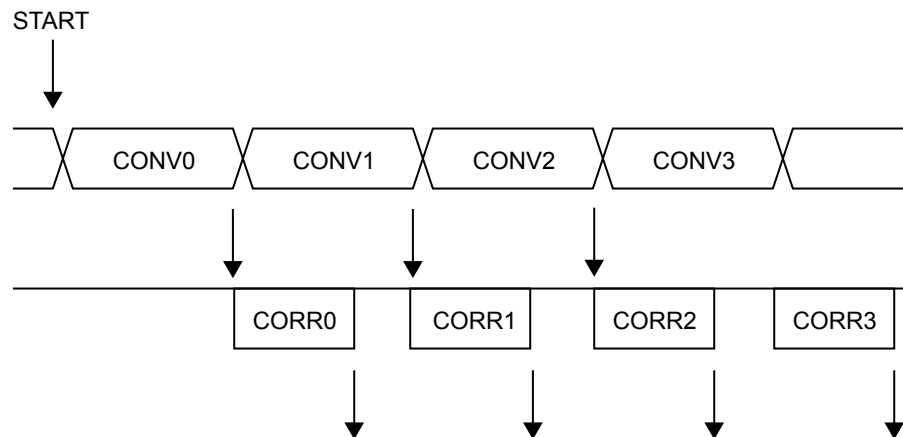 START
CONV0 CONV1 CONV2 CONV3
CORR0 CORR1 CORR2 CORR3